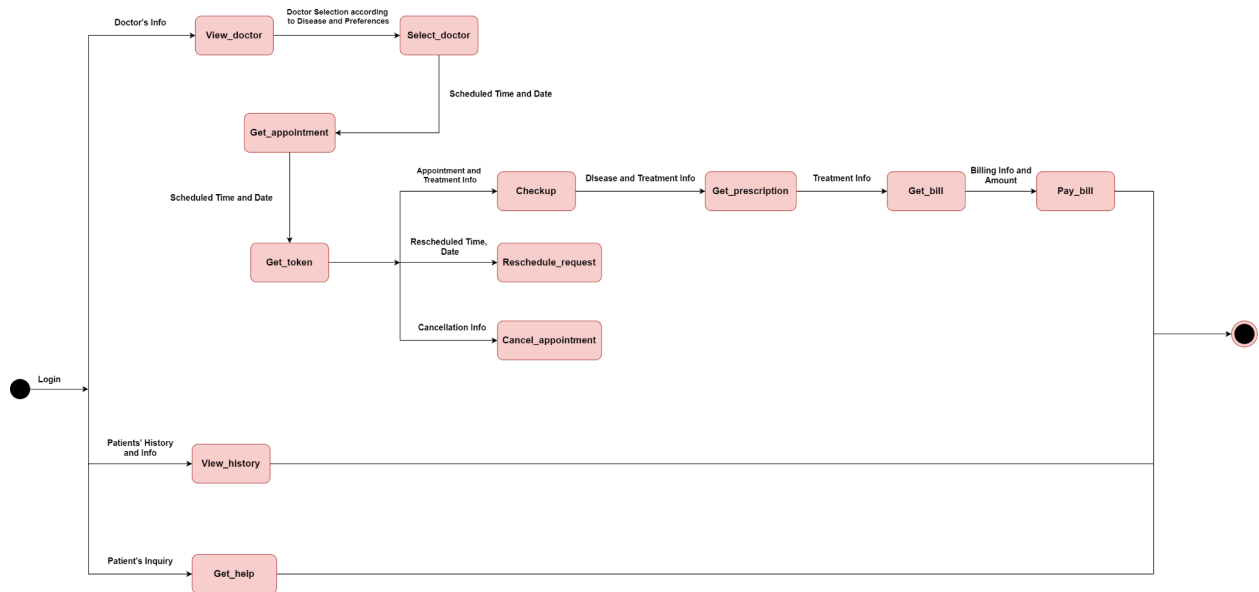 Doctor's Info
View_doctor
Doctor Selection according
to Disease and Preferences
Select_doctor
Scheduled Time and Date
Get_appointment
Scheduled Time and Date
Get_token
Appointment and
Treatment Info
Checkup
DIsease and Treatment Info
Get_prescription
Treatment Info
Get_bill
Billing Info and
Amount
Pay_bill
Rescheduled Time,
Date
Reschedule_request
Cancellation Info
Cancel_appointment
Login
Patients' History
and Info
View_history
Patient's Inquiry
Get_help